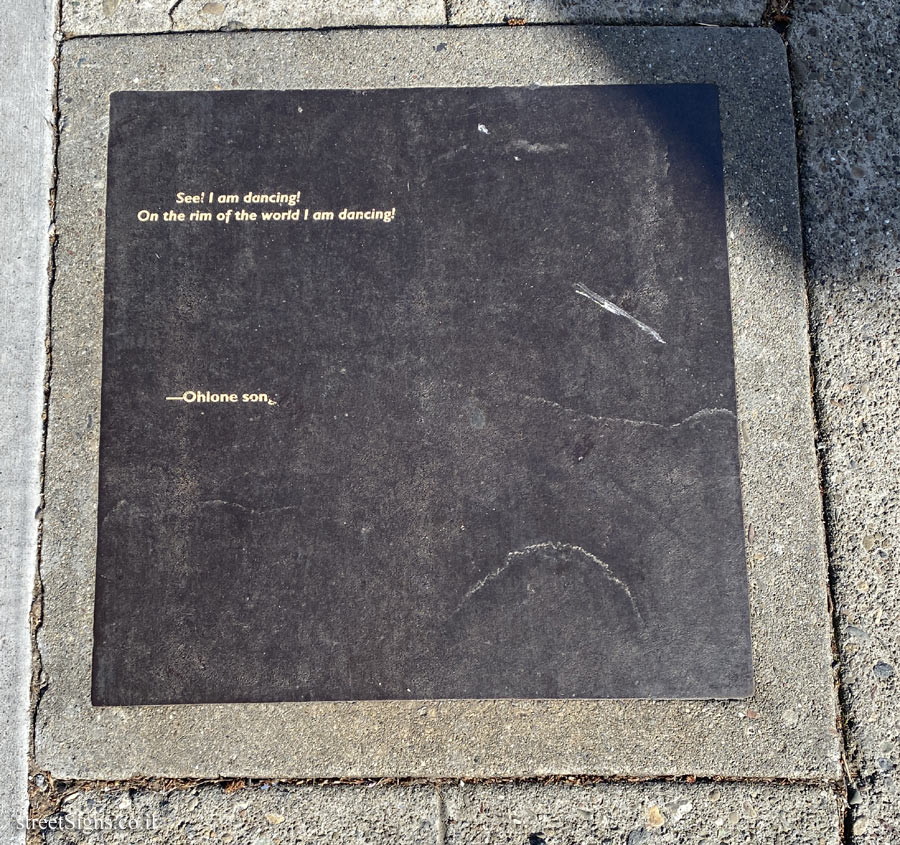 See! I am dancing!
On the rim of the world I am dancing!
—Ohlone song
streetSigns.co.il